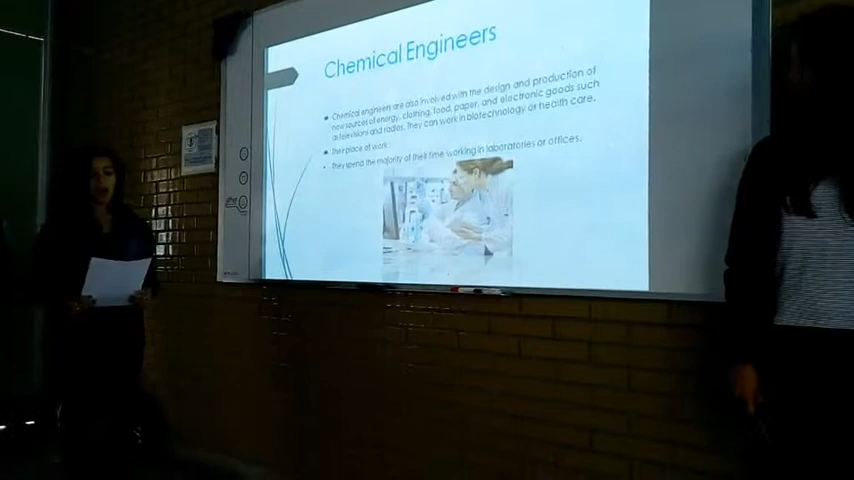 Chemical Engineers
Chemical engineers are also involved with the design and production of
new sources of energy, clothing, food, paper, and electronic goods such
as televisions and radios. They can work in biotechnology or health care.
Their place at work :
They spend the majority of their time working in laboratories or offices.